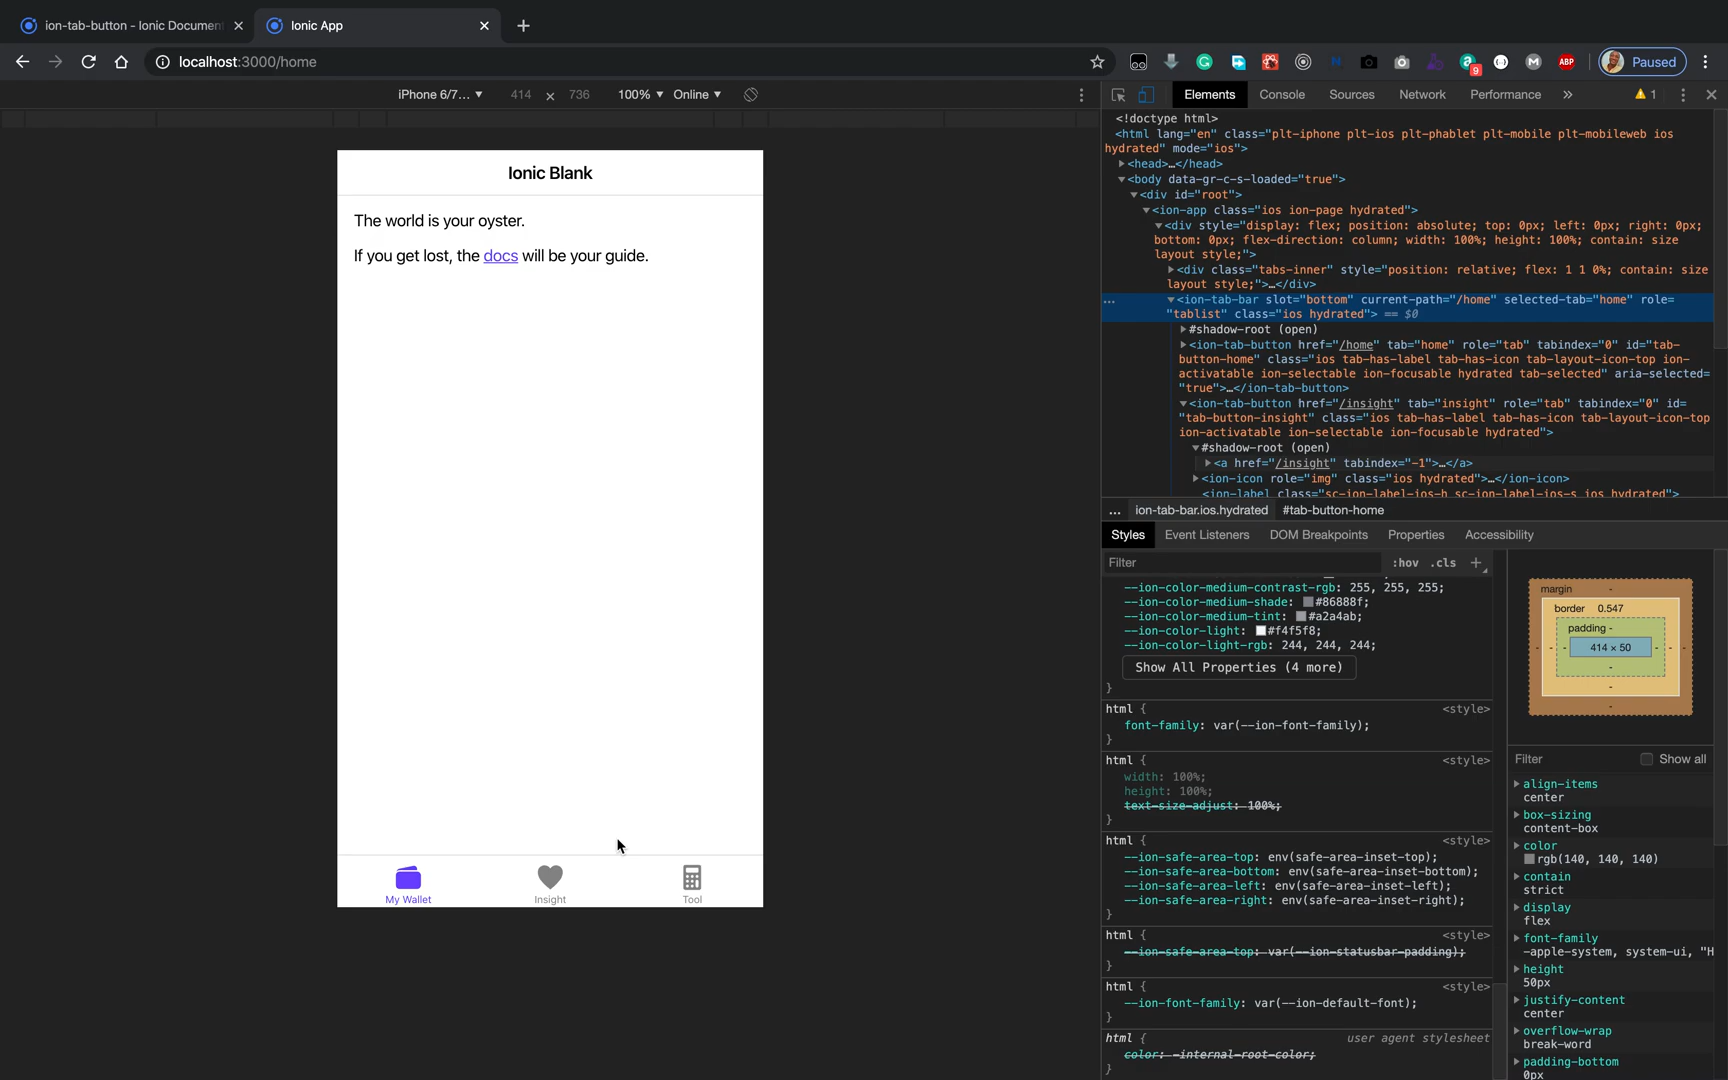 ion-tab-button - Ionic Documen
Ionic App
localhost:3000/home
9
ABP
Paused
iPhone 6/7... ▼ 414 × 736 100% ▼ Online ▼
Elements Console Sources Network Performance » 1
Ionic Blank
The world is your oyster.
If you get lost, the docs will be your guide.
My Wallet
Insight
Tool
<!doctype html>
<html lang="en" class="plt-iphone plt-ios plt-phablet plt-mobile plt-mobileweb ios
hydrated" mode="ios">
▶<head>…</head>
▼<body data-gr-c-s-loaded="true">
▼<div id="root">
▼<ion-app class="ios ion-page hydrated">
▼<div style="display: flex; position: absolute; top: 0px; left: 0px; right: 0px;
bottom: 0px; flex-direction: column; width: 100%; height: 100%; contain: size
layout style;">
▶<div class="tabs-inner" style="position: relative; flex: 1 1 0%; contain: size
layout style;">…</div>
… ▼<ion-tab-bar slot="bottom" current-path="/home" selected-tab="home" role=
"tablist" class="ios hydrated"> == $0
▶#shadow-root (open)
▶<ion-tab-button href="/home" tab="home" role="tab" tabindex="0" id="tab-
button-home" class="ios tab-has-label tab-has-icon tab-layout-icon-top ion-
activatable ion-selectable ion-focusable hydrated tab-selected" aria-selected=
"true">…</ion-tab-button>
▼<ion-tab-button href="/insight" tab="insight" role="tab" tabindex="0" id=
"tab-button-insight" class="ios tab-has-label tab-has-icon tab-layout-icon-top
ion-activatable ion-selectable ion-focusable hydrated">
▼#shadow-root (open)
▶<a href="/insight" tabindex="-1">…</a>
▶<ion-icon role="img" class="ios hydrated">…</ion-icon>
<ion-label class="sc-ion-label-ios-h sc-ion-label-ios-s ios hydrated">
… ion-tab-bar.ios.hydrated #tab-button-home
Styles Event Listeners DOM Breakpoints Properties Accessibility
Filter :hov .cls +
--ion-color-medium-contrast-rgb: 255, 255, 255;
--ion-color-medium-shade: #86888f;
--ion-color-medium-tint: #a2a4ab;
--ion-color-light: #f4f5f8;
--ion-color-light-rgb: 244, 244, 244;
Show All Properties (4 more)
}
html { <style>
font-family: var(--ion-font-family);
}
html { <style>
width: 100%;
height: 100%;
text-size-adjust: 100%;
}
html { <style>
--ion-safe-area-top: env(safe-area-inset-top);
--ion-safe-area-bottom: env(safe-area-inset-bottom);
--ion-safe-area-left: env(safe-area-inset-left);
--ion-safe-area-right: env(safe-area-inset-right);
}
html { <style>
--ion-safe-area-top: var(--ion-statusbar-padding);
}
html { <style>
--ion-font-family: var(--ion-default-font);
}
html { user agent stylesheet
color: -internal-root-color;
}
margin -
border 0.547
padding -
414 × 50
Filter Show all
▶align-items
center
▶box-sizing
content-box
▶color
rgb(140, 140, 140)
▶contain
strict
▶display
flex
▶font-family
-apple-system, system-ui, "H
▶height
50px
▶justify-content
center
▶overflow-wrap
break-word
▶padding-bottom
0px